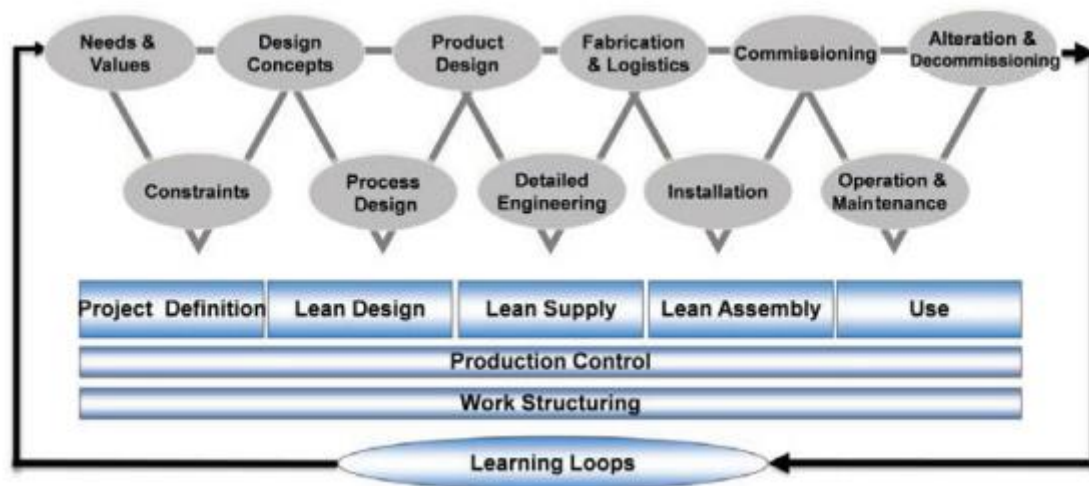 Needs &
Values
Design
Concepts
Product
Design
Fabrication
& Logistics
Commissioning
Alteration &
Decommissioning
Constraints
Process
Design
Detailed
Engineering
Installation
Operation &
Maintenance
Project Definition
Lean Design
Lean Supply
Lean Assembly
Use
Production Control
Work Structuring
Learning Loops